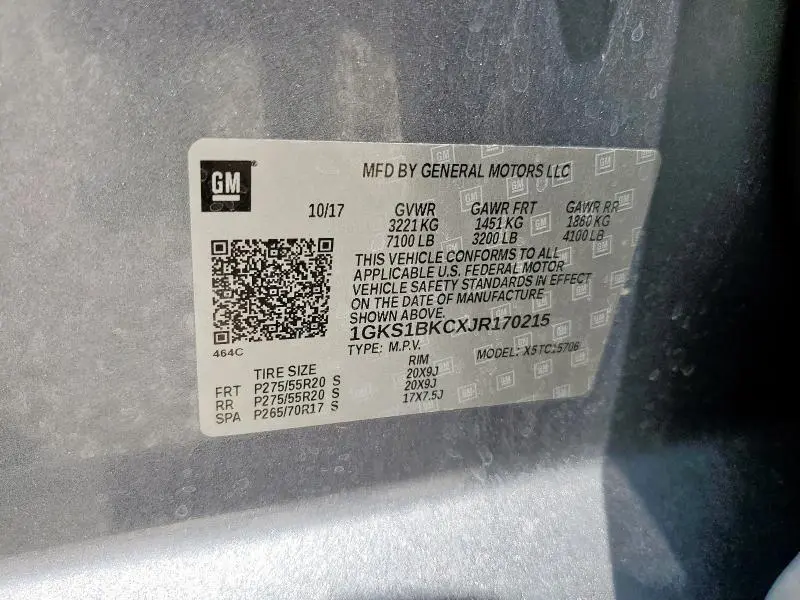 GM
MFD BY GENERAL MOTORS LLC
10/17 GVWR GAWR FRT GAWR RR
3221 KG 1451 KG 1860 KG
7100 LB 3200 LB 4100 LB
THIS VEHICLE CONFORMS TO ALL
APPLICABLE U.S. FEDERAL MOTOR
VEHICLE SAFETY STANDARDS IN EFFECT
ON THE DATE OF MANUFACTURE
SHOWN ABOVE.
1GKS1BKCXJR170215
464C
TYPE: M.P.V. MODEL: X5TC15706
TIRE SIZE RIM
FRT P275/55R20 S 20X9J
RR P275/55R20 S 20X9J
SPA P265/70R17 S 17X7.5J